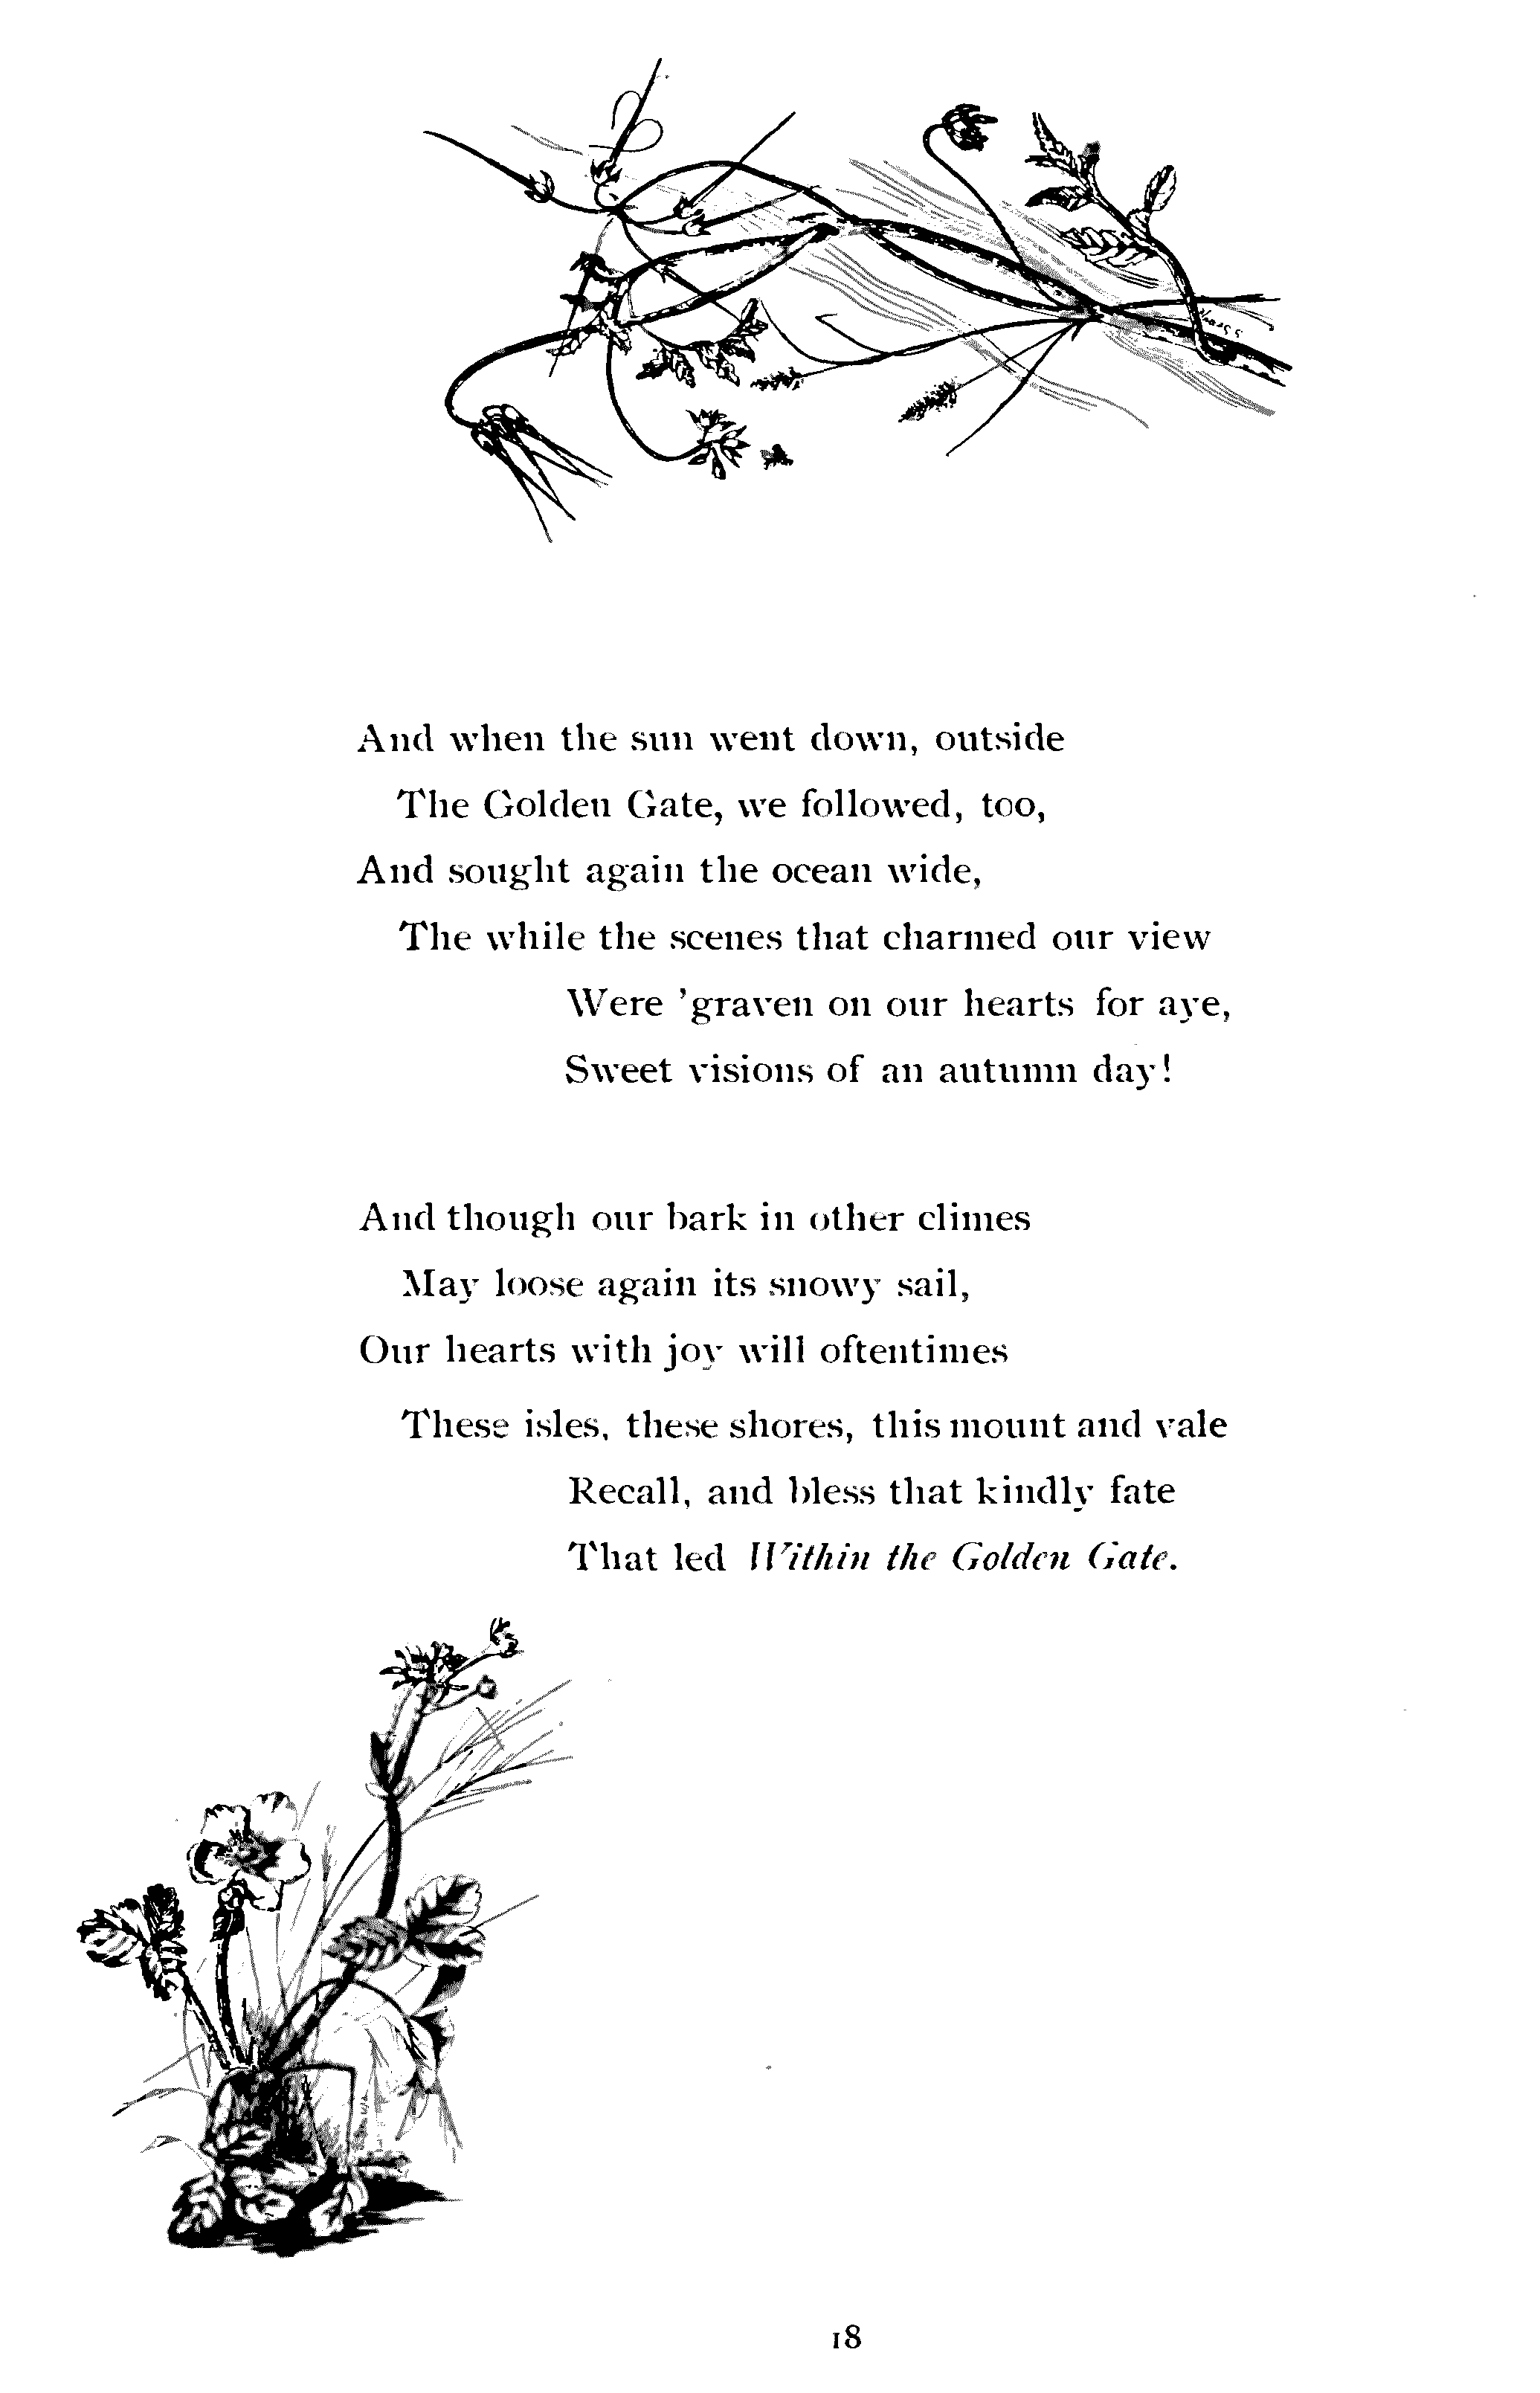 And when the sun went down, outside
The Golden Gate, we followed, too,
And sought again the ocean wide,
The while the scenes that charmed our view
Were ’graven on our hearts for aye,
Sweet visions of an autumn day!
And though our bark in other climes
May loose again its snowy sail,
Our hearts with joy will oftentimes
These isles, these shores, this mount and vale
Recall, and bless that kindly fate
That led Within the Golden Gate.
18